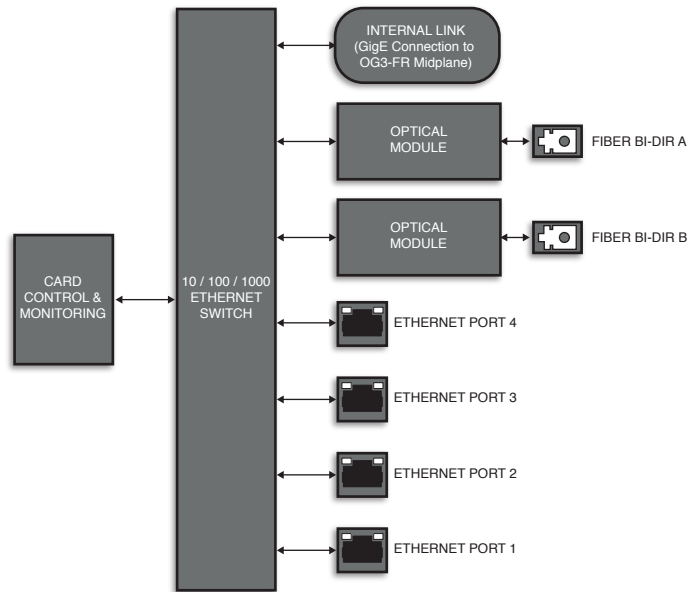 INTERNAL LINK
(GigE Connection to
OG3-FR Midplane)
OPTICAL
MODULE
FIBER BI-DIR A
OPTICAL
MODULE
FIBER BI-DIR B
CARD
CONTROL &
MONITORING
10 / 100 / 1000
ETHERNET
SWITCH
ETHERNET PORT 4
ETHERNET PORT 3
ETHERNET PORT 2
ETHERNET PORT 1